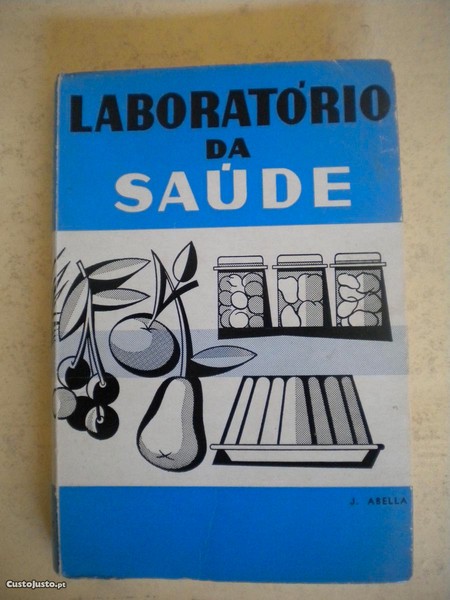 LABORATÓRIO
DA
SAÚDE
J. ABELLA
CustoJusto.pt